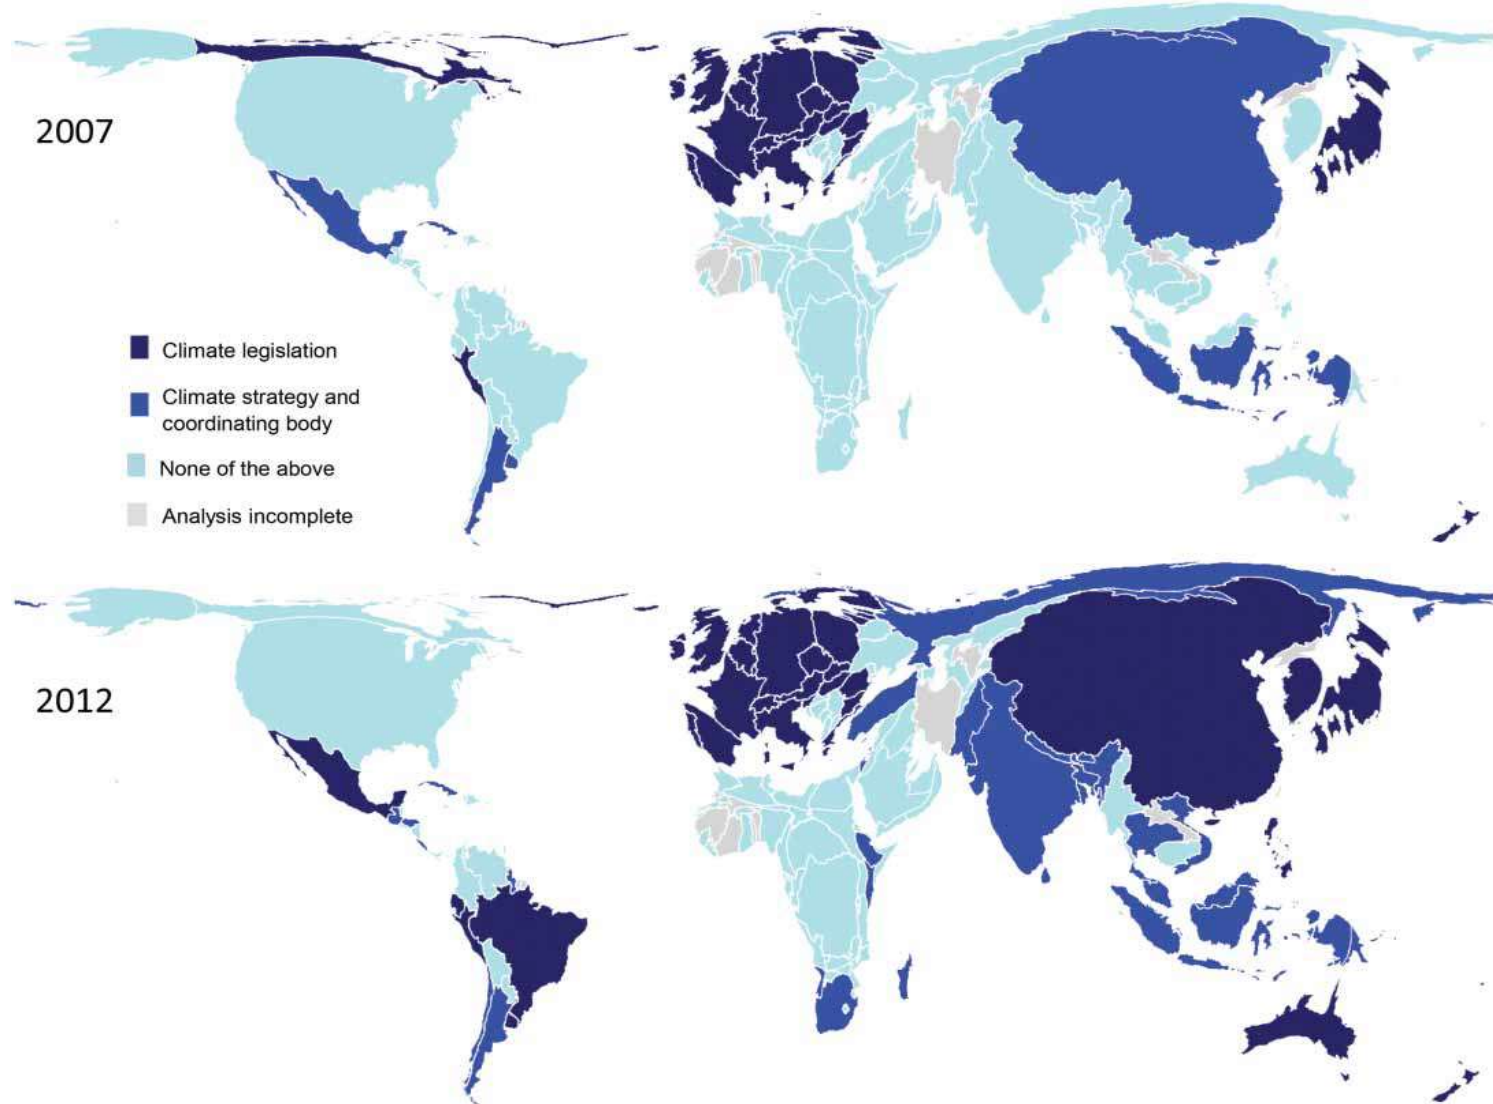 2007
Climate legislation
Climate strategy and
coordinating body
None of the above
Analysis incomplete
2012